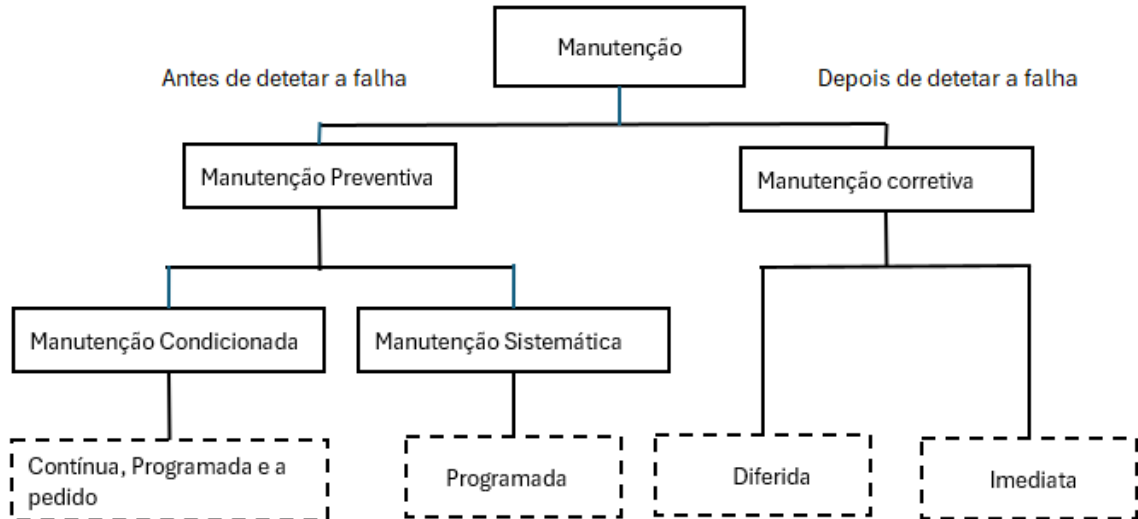 Manutenção
Antes de detetar a falha
Depois de detetar a falha
Manutenção Preventiva
Manutenção corretiva
Manutenção Condicionada
Manutenção Sistemática
Contínua, Programada e a
pedido
Programada
Diferida
Imediata